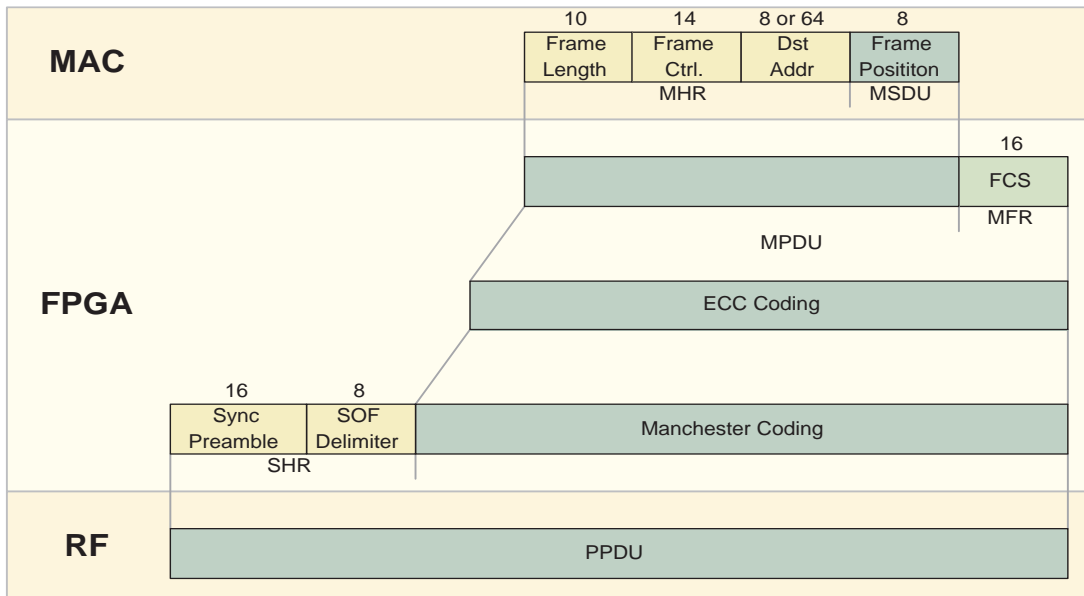 MAC
10 14 8 or 64 8
Frame Length Frame Ctrl. Dst Addr Frame Posititon
MHR MSDU
16
FCS
MFR
MPDU
FPGA
ECC Coding
16 8
Sync Preamble SOF Delimiter Manchester Coding
SHR
RF
PPDU